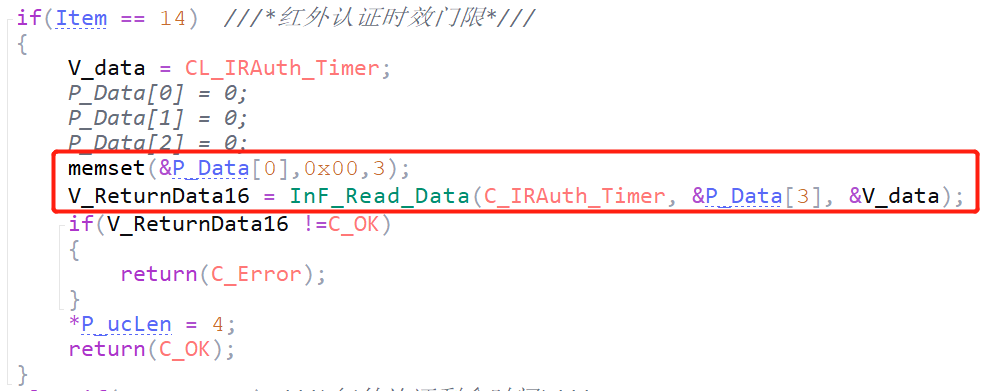 if(Item == 14) ///*红外认证时效门限*///
{
V_data = CL_IRAuth_Timer;
P_Data[0] = 0;
P_Data[1] = 0;
P_Data[2] = 0;
memset(&P_Data[0],0x00,3);
V_ReturnData16 = InF_Read_Data(C_IRAuth_Timer, &P_Data[3], &V_data);
if(V_ReturnData16 !=C_OK)
{
return(C_Error);
}
*P_ucLen = 4;
return(C_OK);
}